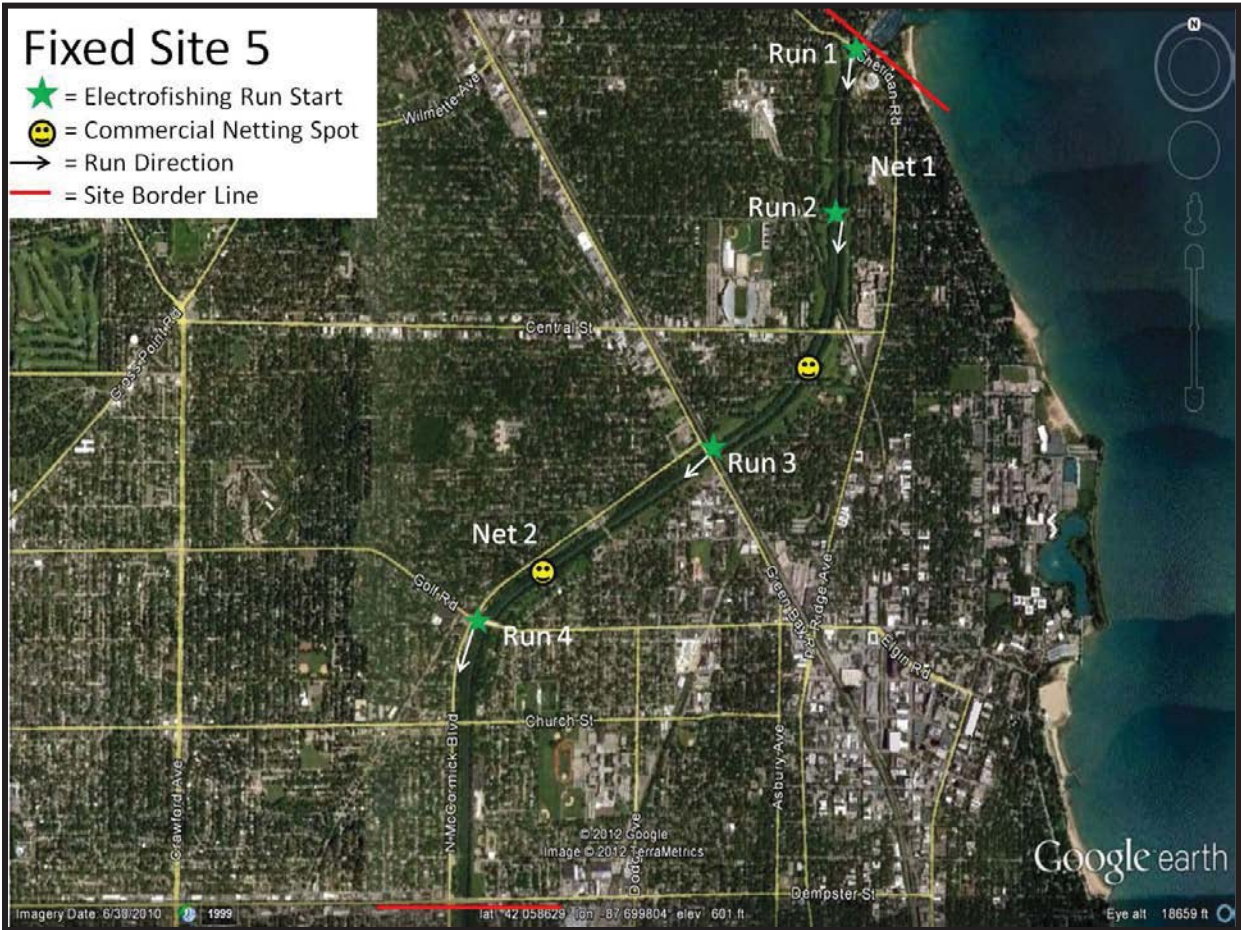 Fixed Site 5
= Electrofishing Run Start
= Commercial Netting Spot
= Run Direction
= Site Border Line
N
Run 1
Sheridan Rd
Wilmette Ave
Net 1
Run 2
Gross Point Rd
Central St
Run 3
Net 2
Golf Rd
Green Bay
Ridge Ave
Run 4
Elgin Rd
Church St
N McCormick Blvd
Asbury Ave
Crawford Ave
© 2012 Google
Image © 2012 TerraMetrics
Google earth
Dempster St
Imagery Date: 6/30/2010
1999
lat 42.058629° lon -87.699804° elev 601 ft
Eye alt 18659 ft